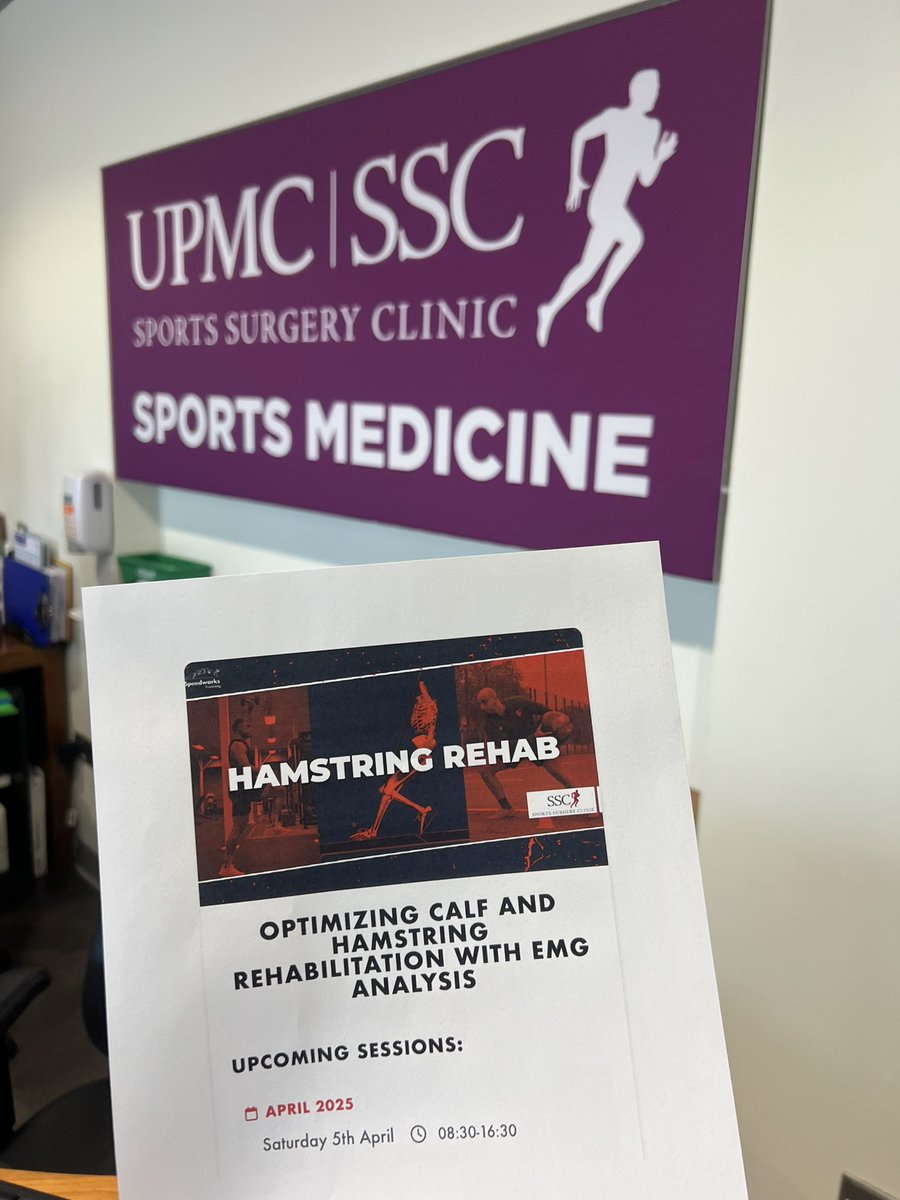 UPMC | SSC
SPORTS SURGERY CLINIC
SPORTS MEDICINE
Speedworks
Training
HAMSTRING REHAB
SSC
SPORTS SURGERY CLINIC
OPTIMIZING CALF AND
HAMSTRING
REHABILITATION WITH EMG
ANALYSIS
UPCOMING SESSIONS:
APRIL 2025
Saturday 5th April 08:30-16:30